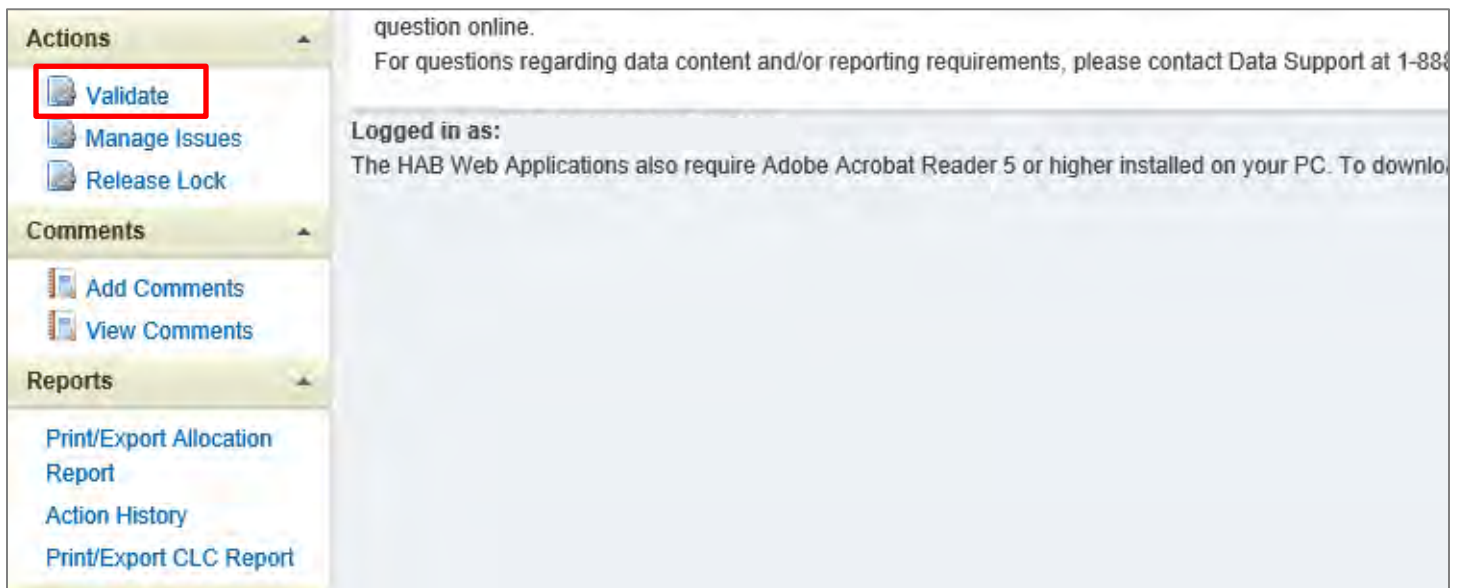 Actions
Validate
Manage Issues
Release Lock
Comments
Add Comments
View Comments
Reports
Print/Export Allocation
Report
Action History
Print/Export CLC Report
question online.
For questions regarding data content and/or reporting requirements, please contact Data Support at 1-888
Logged in as:
The HAB Web Applications also require Adobe Acrobat Reader 5 or higher installed on your PC. To